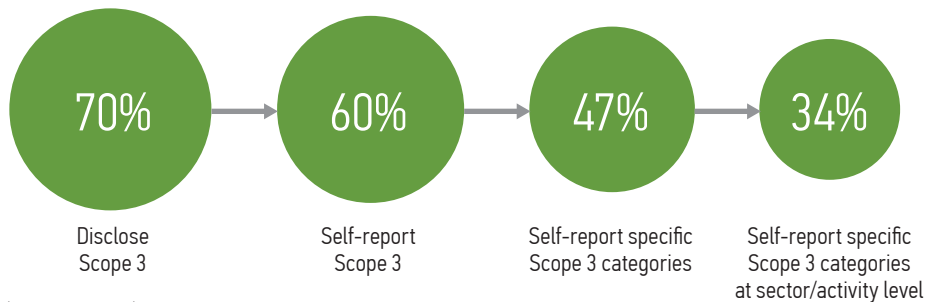 70%
60%
47%
34%
Disclose
Scope 3
Self-report
Scope 3
Self-report specific
Scope 3 categories
Self-report specific
Scope 3 categories
at sector/activity level